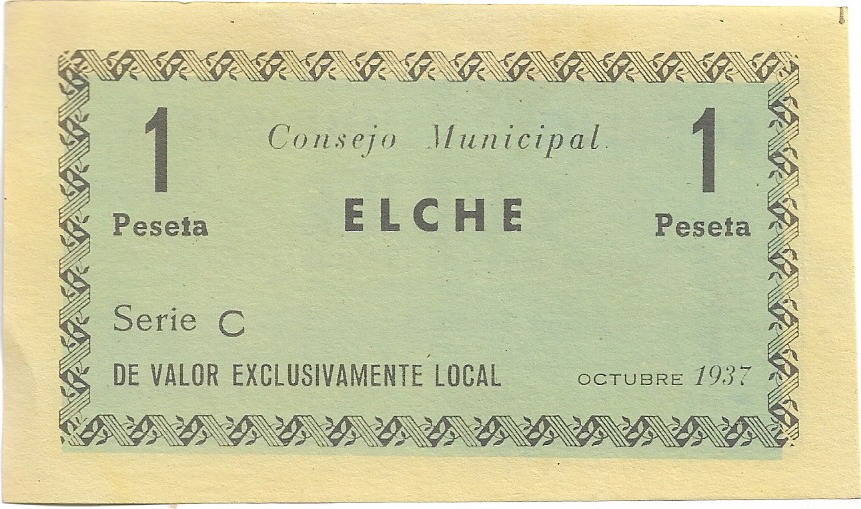 1 Consejo Municipal 1
Peseta ELCHE Peseta
Serie C
DE VALOR EXCLUSIVAMENTE LOCAL OCTUBRE 1937